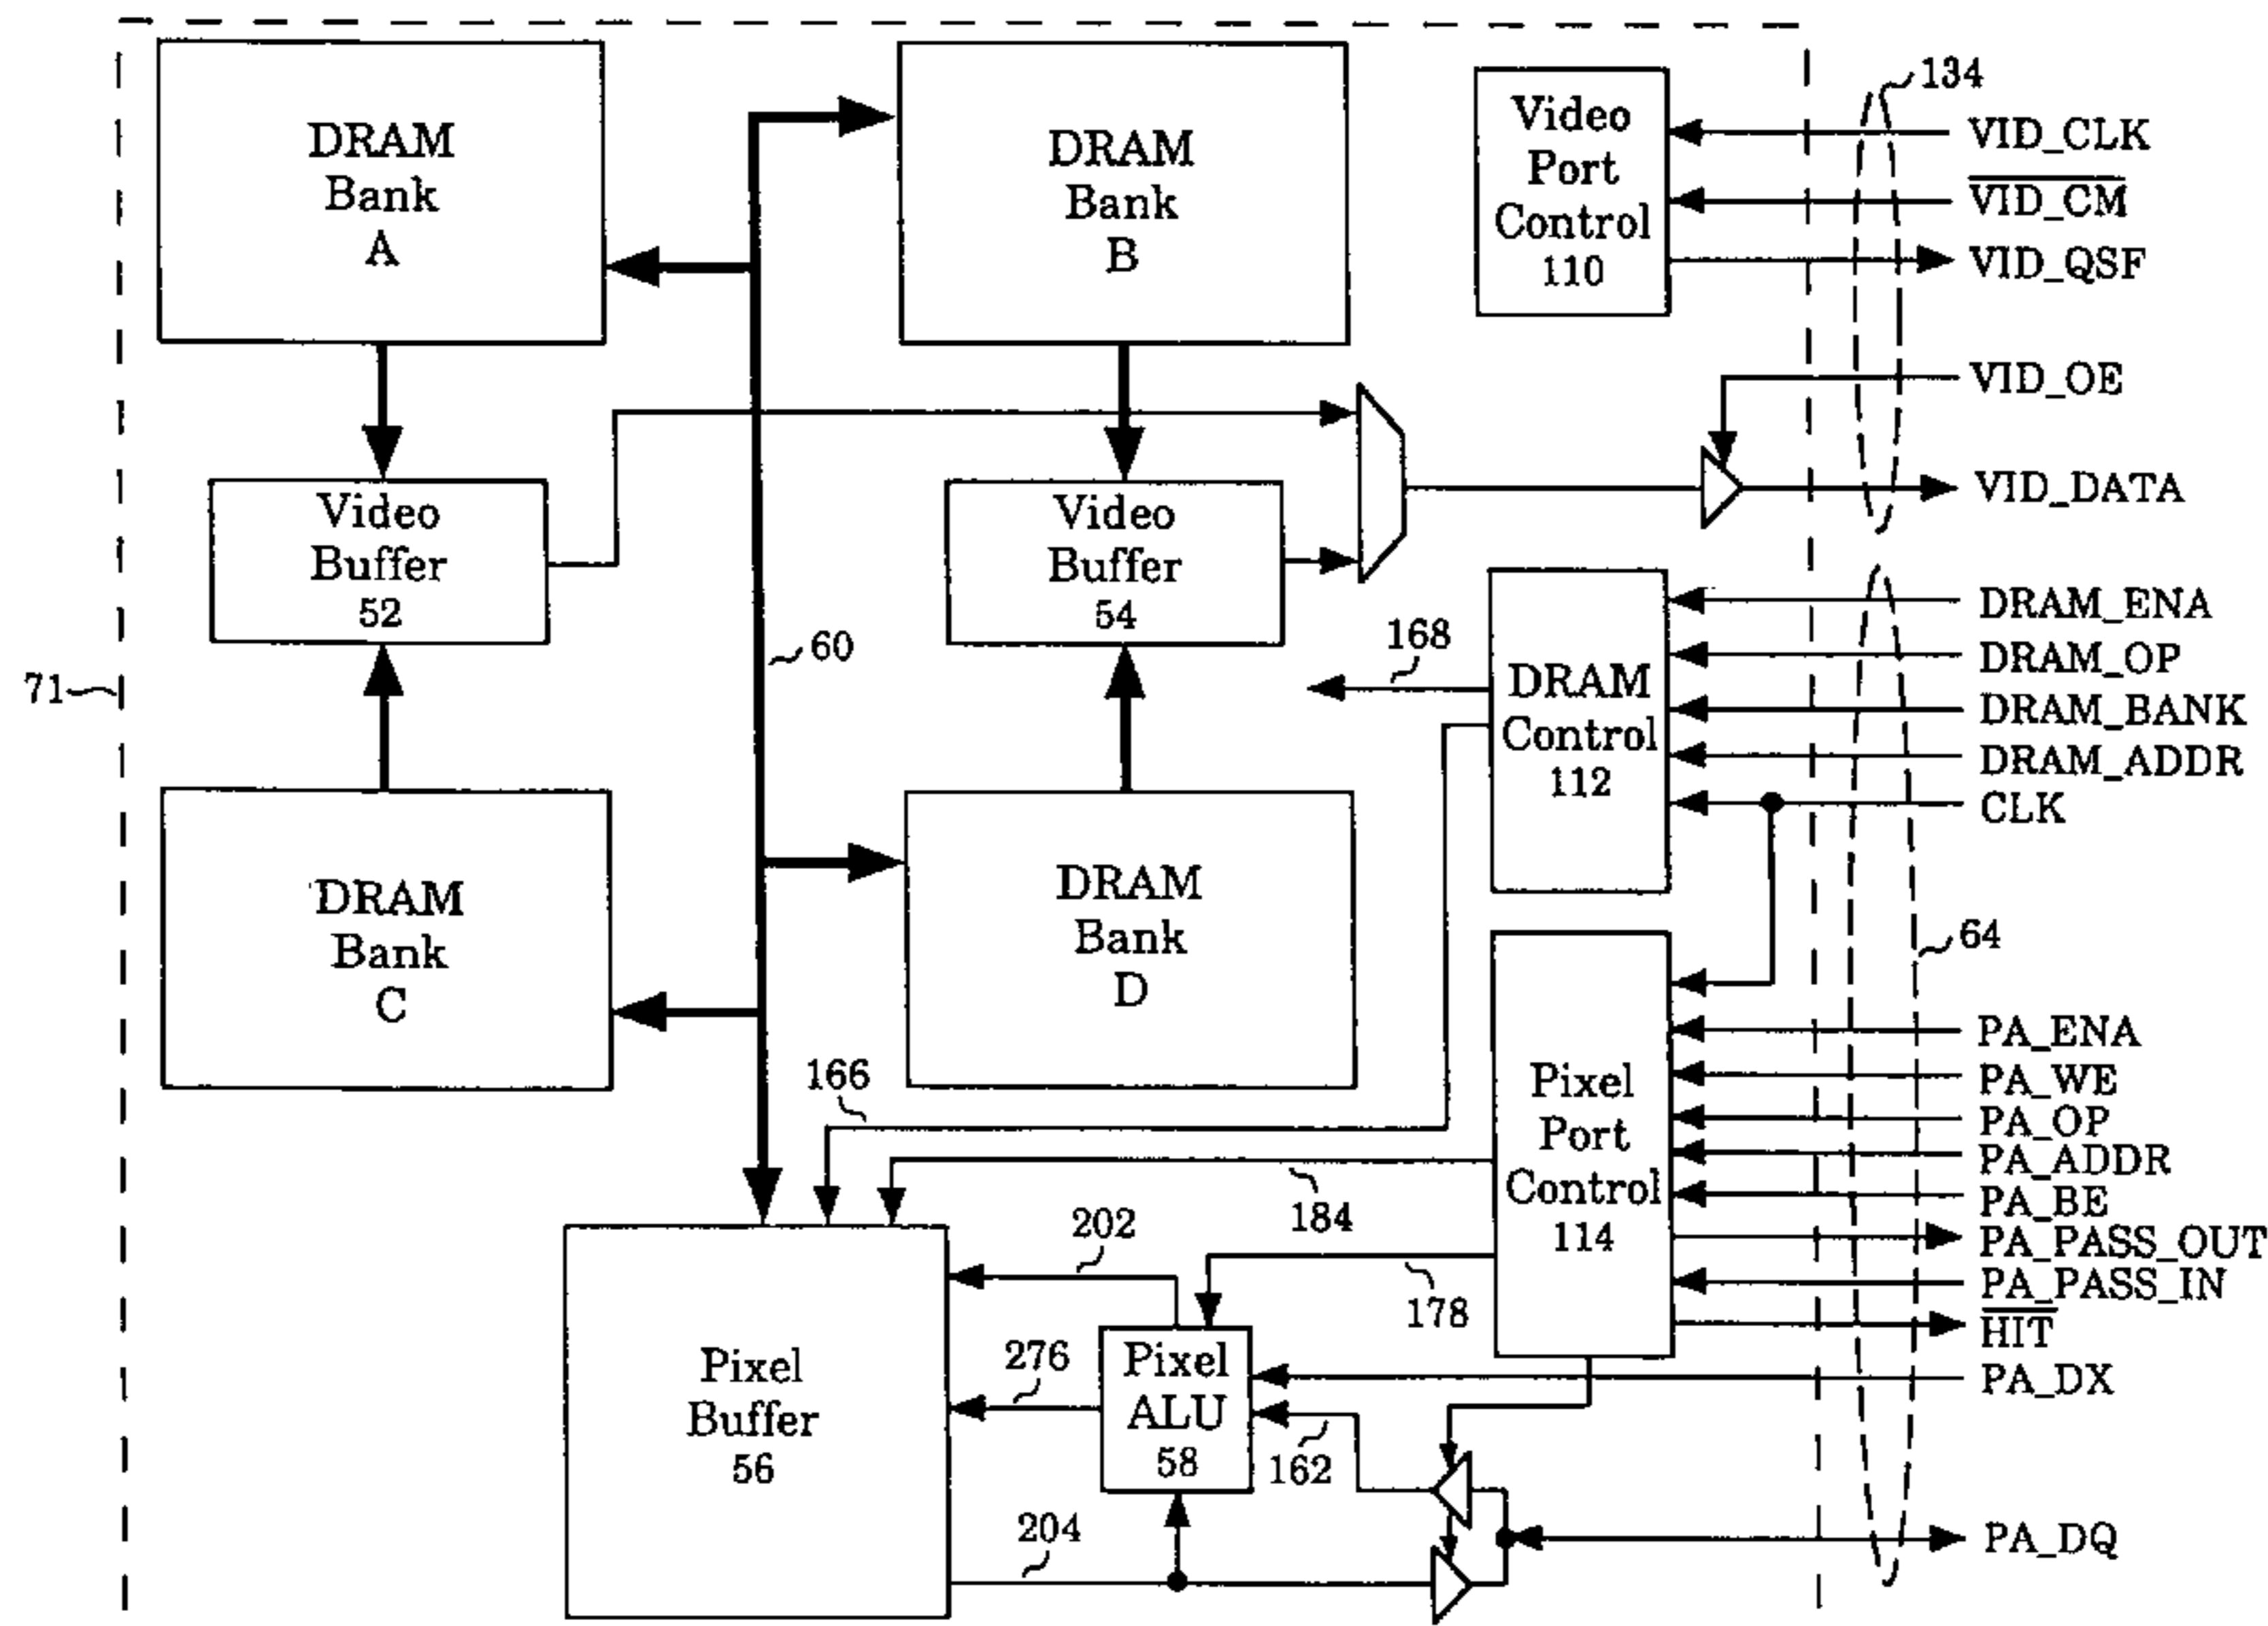 DRAM
Bank
A
DRAM
Bank
B
Video
Port
Control
110
134
VID_CLK
VID_CM
VID_QSF
VID_OE
VID_DATA
Video
Buffer
52
Video
Buffer
54
60
71
168
DRAM
Control
112
DRAM_ENA
DRAM_OP
DRAM_BANK
DRAM_ADDR
CLK
DRAM
Bank
C
DRAM
Bank
D
64
166
184
Pixel
Port
Control
114
PA_ENA
PA_WE
PA_OP
PA_ADDR
PA_BE
PA_PASS_OUT
PA_PASS_IN
HIT
PA_DX
PA_DQ
202
178
276
Pixel
Buffer
56
Pixel
ALU
58
162
204